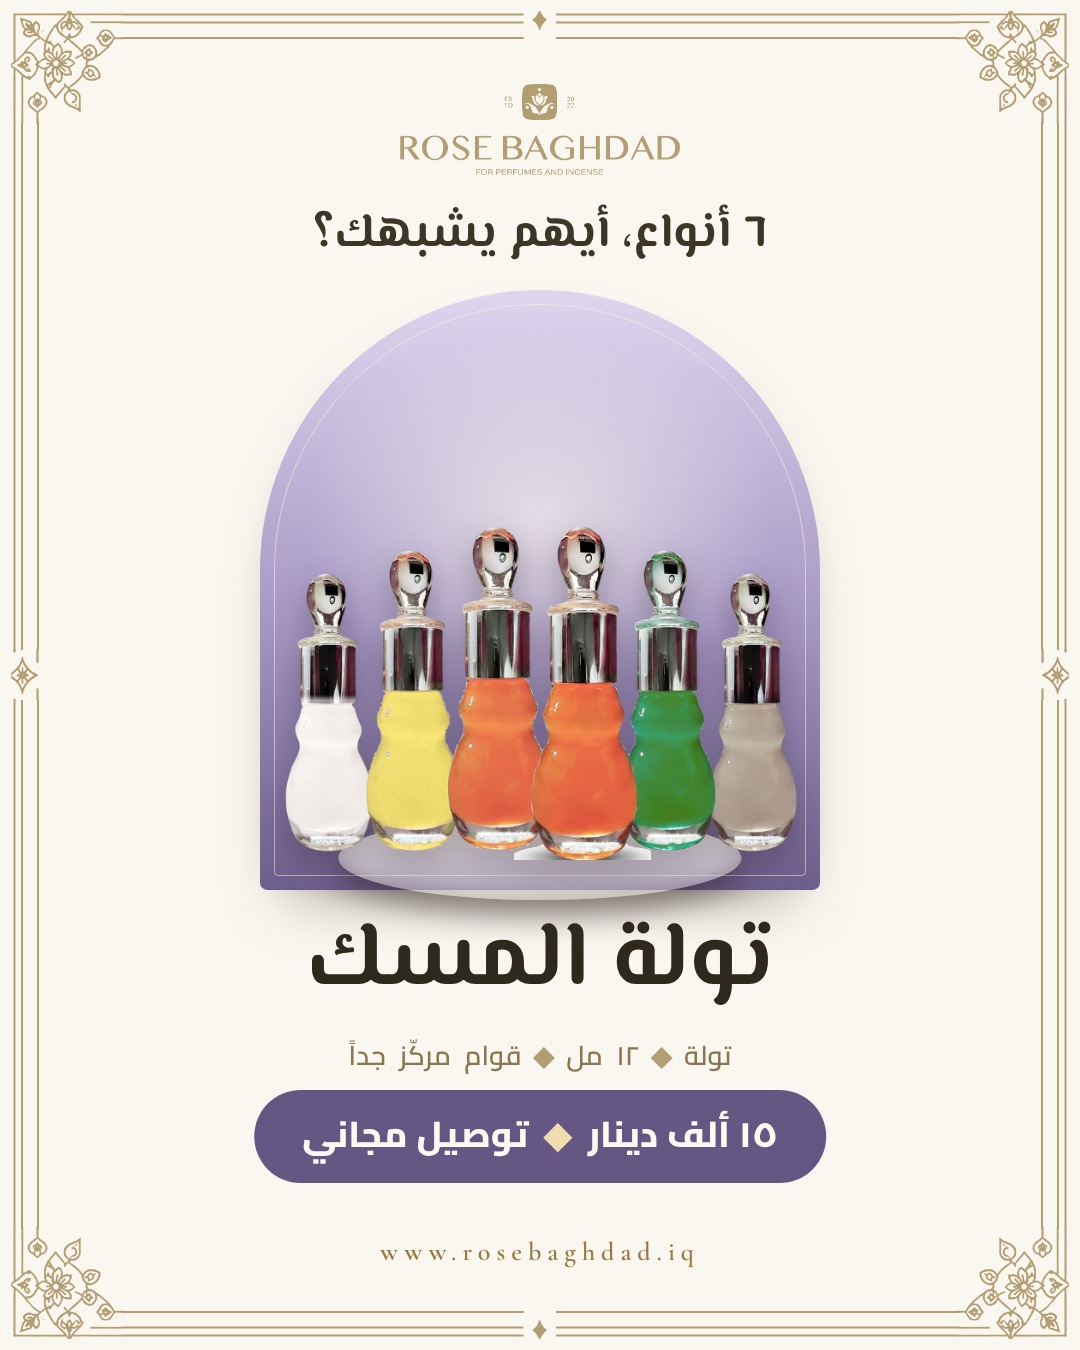 ES
TD
20
22
ROSE BAGHDAD
FOR PERFUMES AND INCENSE
٦ أنواع، أيهم يشبهك؟
تولة المسك
تولة ◆ ١٢ مل ◆ قوام مركّز جداً
١٥ ألف دينار ◆ توصيل مجاني
www.rosebaghdad.iq